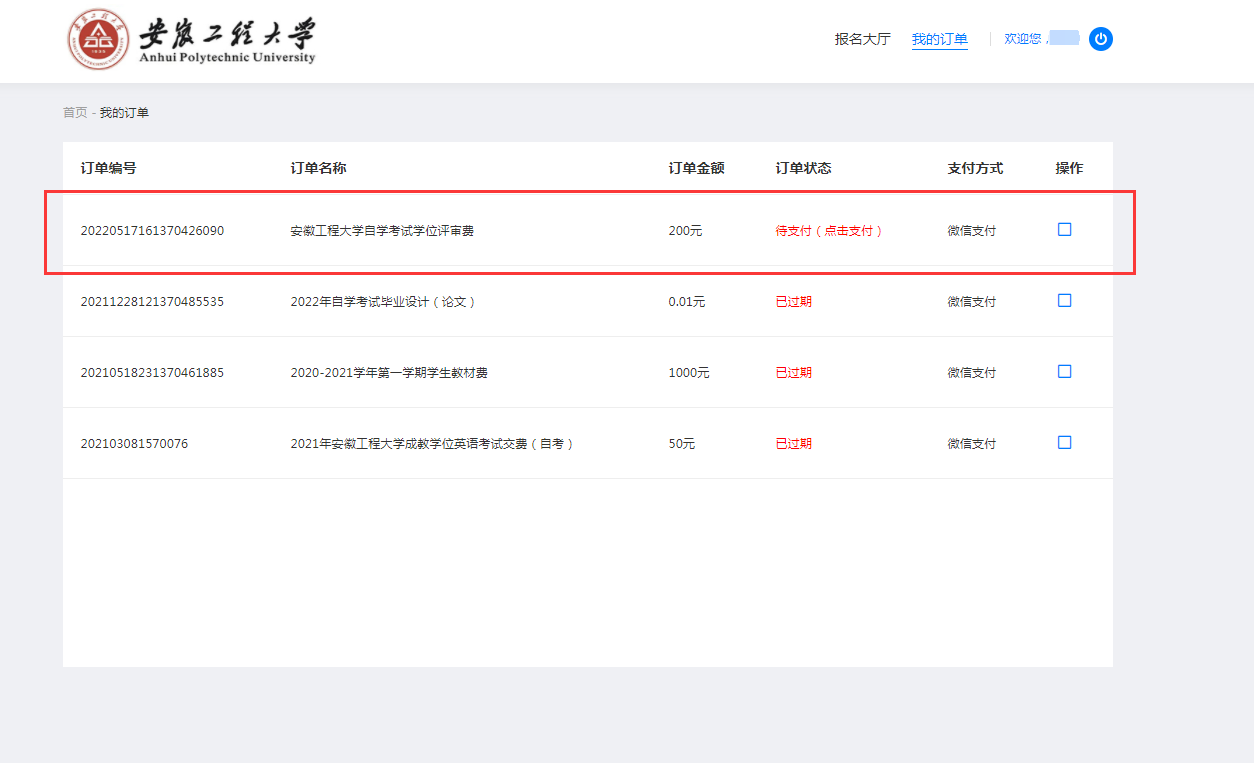 安徽工程大学
Anhui Polytechnic University
报名大厅 我的订单 欢迎您,
首页 - 我的订单
订单编号 订单名称 订单金额 订单状态 支付方式 操作
20220517161370426090 安徽工程大学自学考试学位评审费 200元 待支付（点击支付） 微信支付
20211228121370485535 2022年自学考试毕业设计（论文） 0.01元 已过期 微信支付
20210518231370461885 2020-2021学年第一学期学生教材费 1000元 已过期 微信支付
202103081570076 2021年安徽工程大学成教学位英语考试交费（自考） 50元 已过期 微信支付